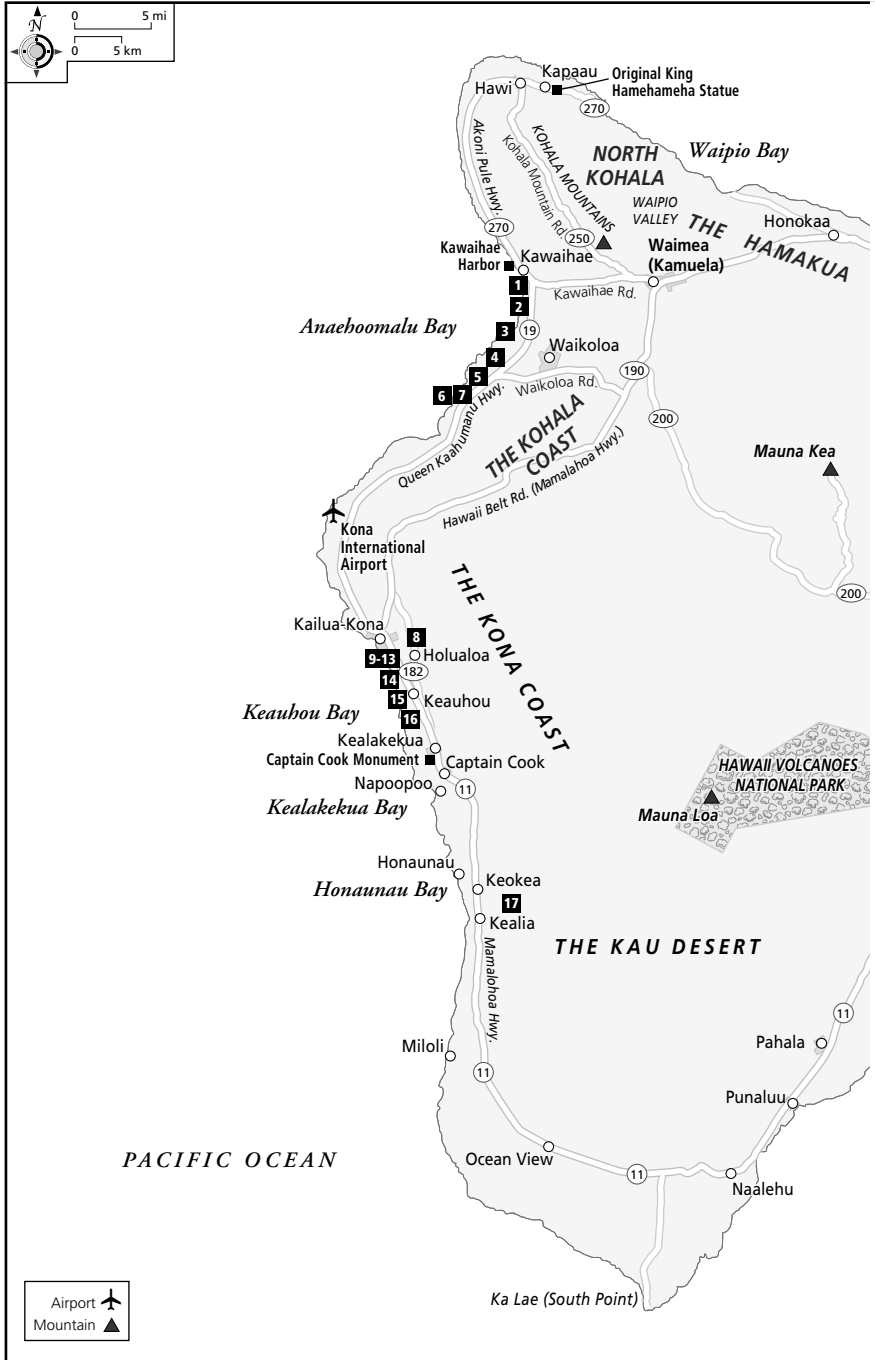 N
0 5 mi
0 5 km
Kapaau
Hawi
Original King
Hamehameha Statue
270
Akoni Pule Hwy.
Kohala Mountain Rd.
KOHALA MOUNTAINS
NORTH
KOHALA
Waipio Bay
WAIPIO
VALLEY
THE HAMAKUA
Honokaa
270
250
Kawaihae
Harbor
Kawaihae
Waimea
(Kamuela)
1
Kawaihae Rd.
2
Anaehoomalu Bay
3
19
4
Waikoloa
5
190
6
7
Waikoloa Rd.
Queen Kaahumanu Hwy.
THE KOHALA
COAST
200
Hawaii Belt Rd. (Mamalahoa Hwy.)
Mauna Kea
Kona
International
Airport
200
THE KONA COAST
Kailua-Kona
8
9-13
Holualoa
182
14
15
Keauhou
Keauhou Bay
16
Kealakekua
Captain Cook Monument
Captain Cook
Napoopoo
11
Kealakekua Bay
HAWAII VOLCANOES
NATIONAL PARK
Mauna Loa
Honaunau
Keokea
Honaunau Bay
17
Kealia
THE KAU DESERT
Mamalohoa Hwy.
11
Pahala
Miloli
11
Punaluu
PACIFIC OCEAN
Ocean View
11
Naalehu
Ka Lae (South Point)
Airport
Mountain